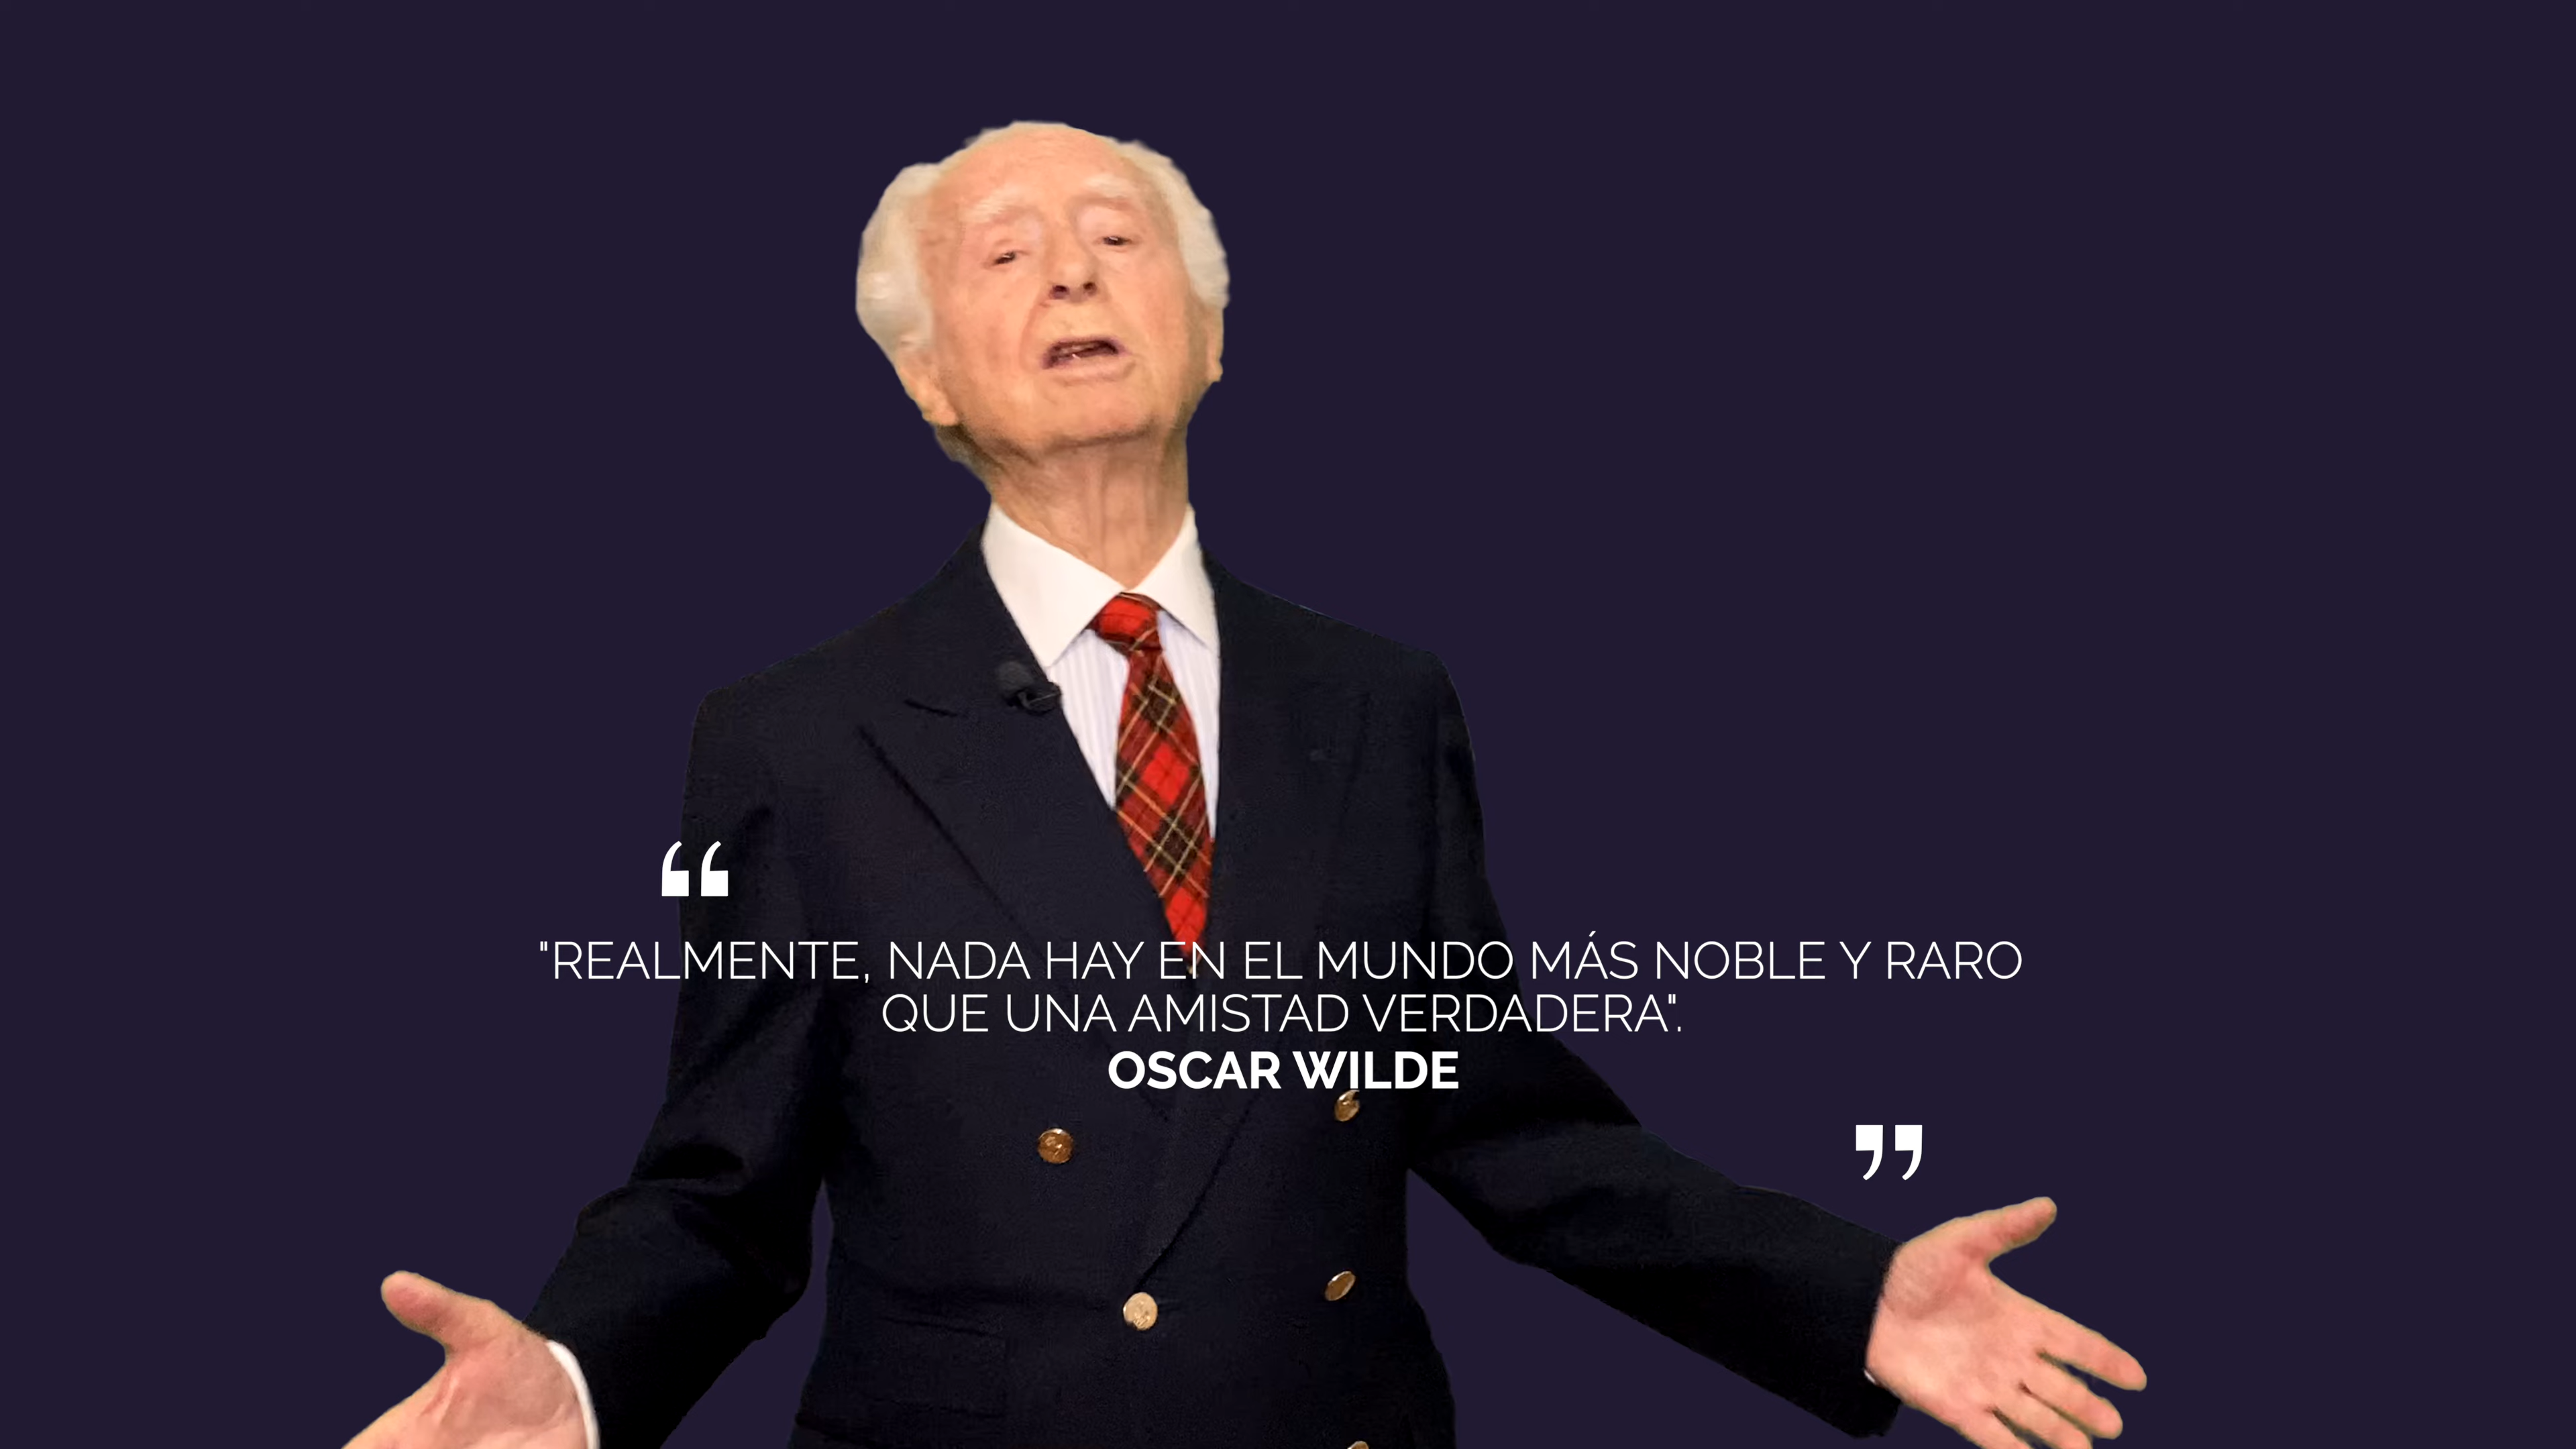 “
"REALMENTE, NADA HAY EN EL MUNDO MÁS NOBLE Y RARO
QUE UNA AMISTAD VERDADERA".
OSCAR WILDE
”